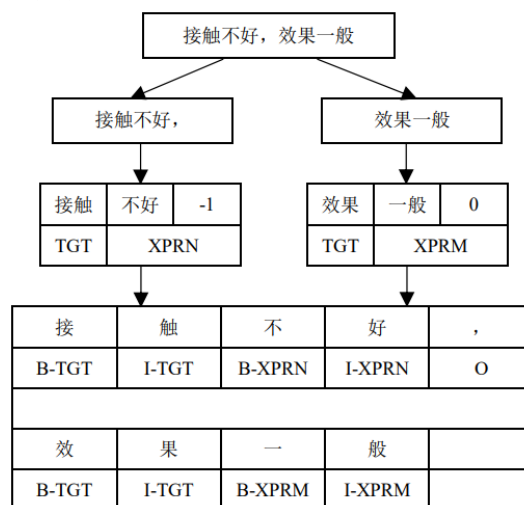 接触不好，效果一般
接触不好， 效果一般
接触 不好 -1 效果 一般 0
TGT XPRN TGT XPRM
接 触 不 好 ，
B-TGT I-TGT B-XPRN I-XPRN O
效 果 一 般
B-TGT I-TGT B-XPRM I-XPRM